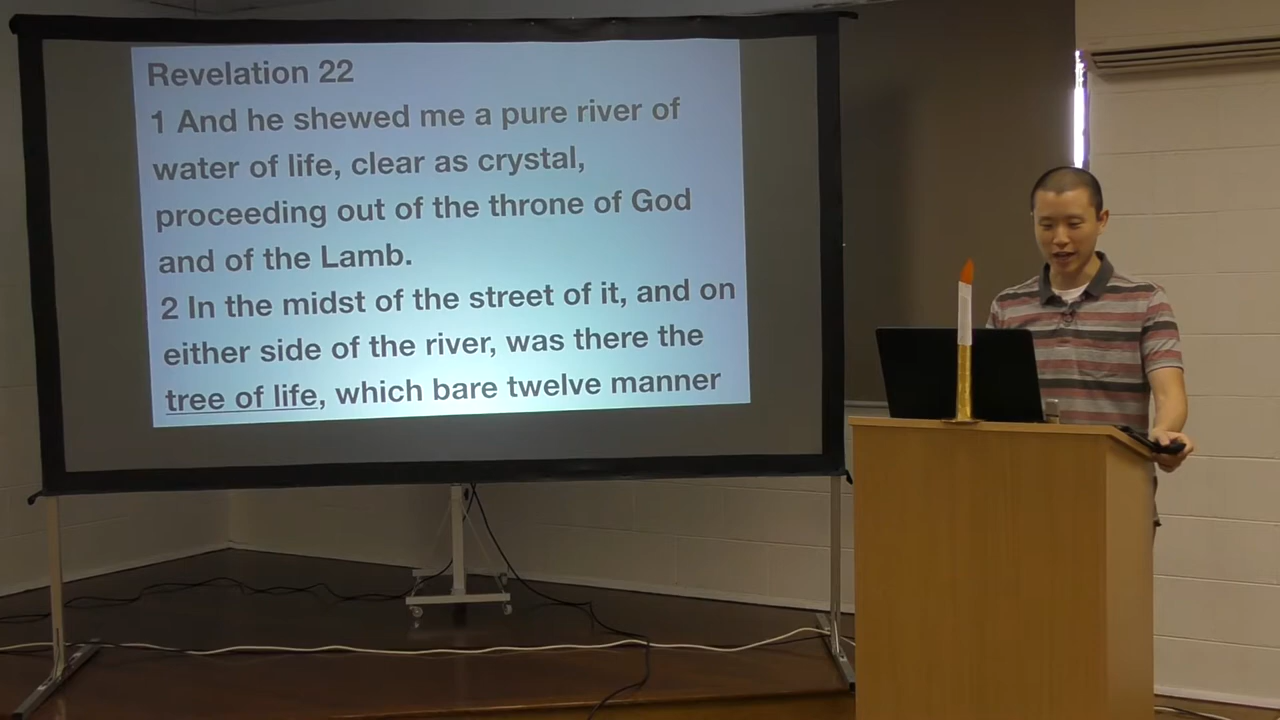 Revelation 22
1 And he shewed me a pure river of
water of life, clear as crystal,
proceeding out of the throne of God
and of the Lamb.
2 In the midst of the street of it, and on
either side of the river, was there the
tree of life, which bare twelve manner